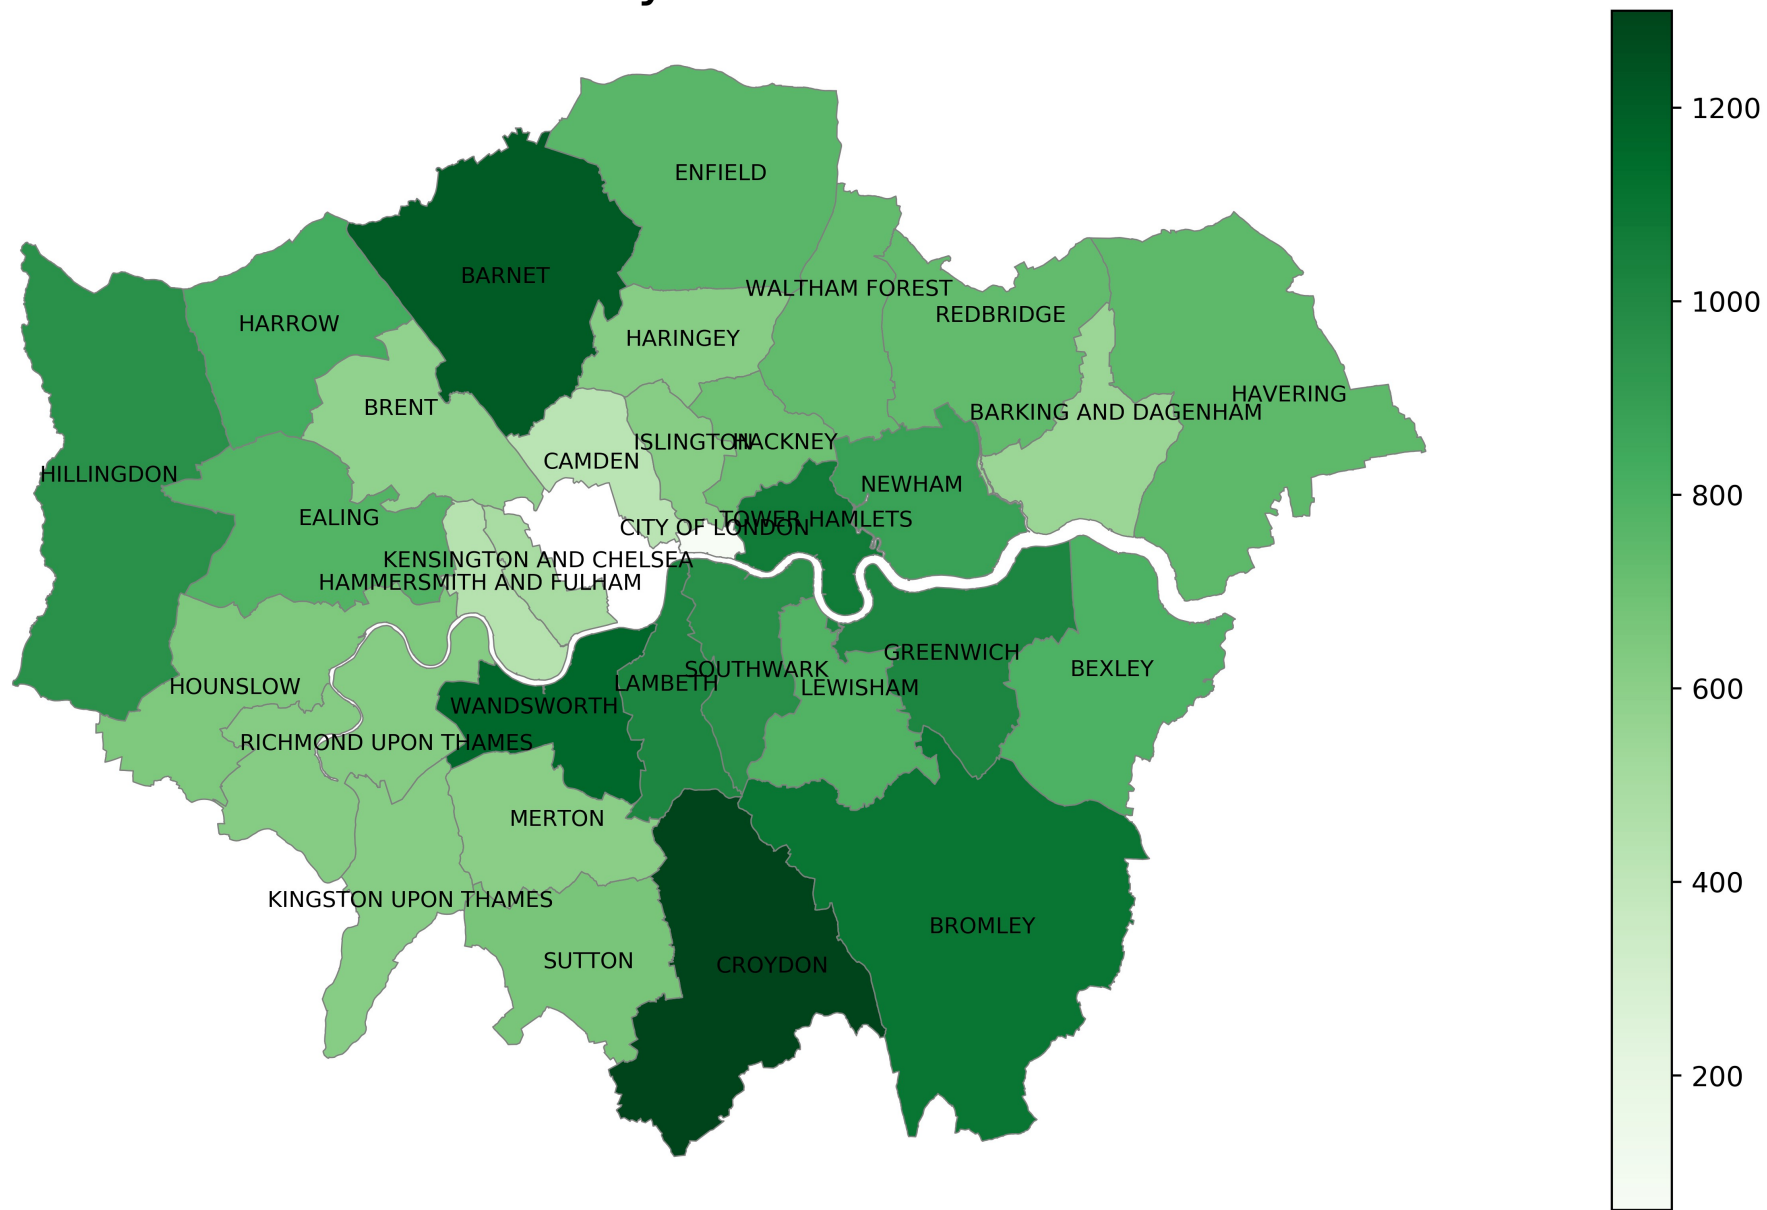 1200
ENFIELD
BARNET
WALTHAM FOREST
1000
REDBRIDGE
HARROW
HARINGEY
HAVERING
BRENT
BARKING AND DAGENHAM
ISLINGTON
HACKNEY
CAMDEN
HILLINGDON
NEWHAM
800
EALING
TOWER HAMLETS
CITY OF LONDON
KENSINGTON AND CHELSEA
HAMMERSMITH AND FULHAM
GREENWICH
SOUTHWARK
BEXLEY
LAMBETH
HOUNSLOW
LEWISHAM
600
WANDSWORTH
RICHMOND UPON THAMES
MERTON
400
KINGSTON UPON THAMES
BROMLEY
SUTTON
CROYDON
200